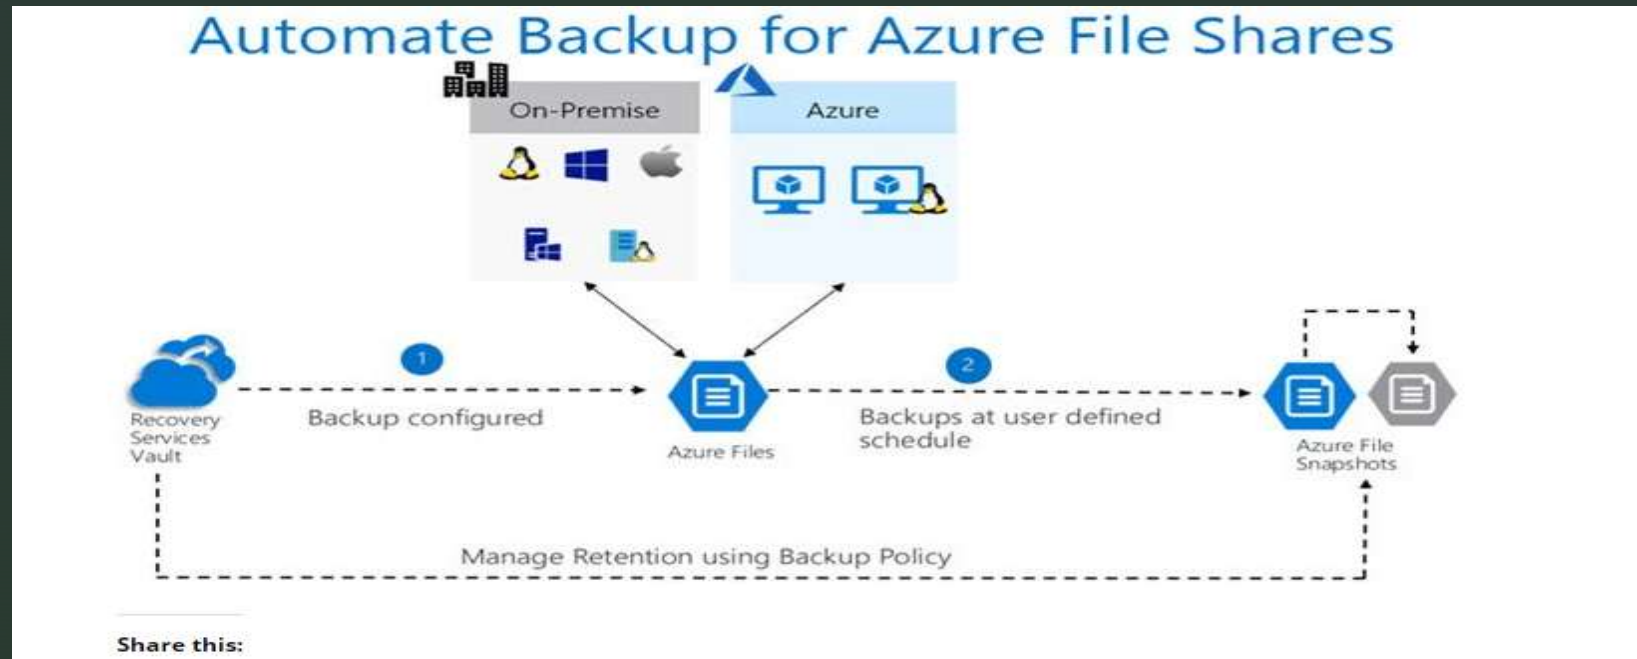 Automate Backup for Azure File Shares
On-Premise
Azure
1
2
Backup configured
Backups at user defined
schedule
Recovery
Services
Vault
Azure Files
Azure File
Snapshots
Manage Retention using Backup Policy
Share this: